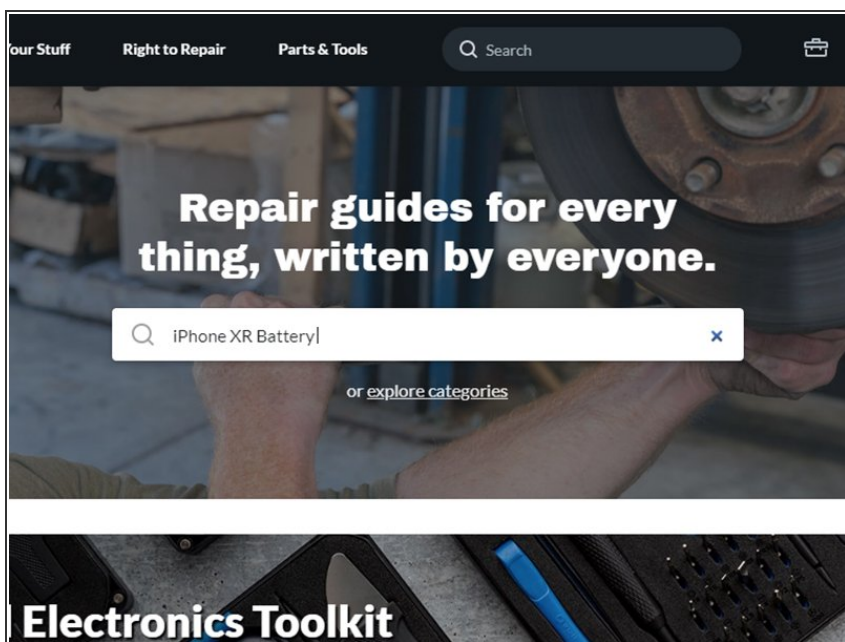 our Stuff Right to Repair Parts & Tools Search
Repair guides for every
thing, written by everyone.
iPhone XR Battery
or explore categories
Electronics Toolkit